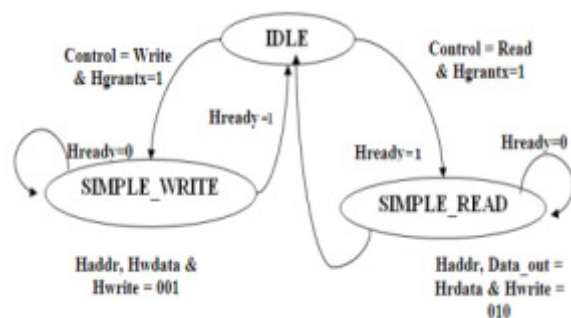 IDLE
Control = Write
& Hgrantx=1
Control = Read
& Hgrantx=1
Hready=1
Hready=0
Hready=1
Hready=0
SIMPLE_WRITE
SIMPLE_READ
Haddr, Hwdata &
Hwrite = 001
Haddr, Data_out =
Hrdata & Hwrite =
010